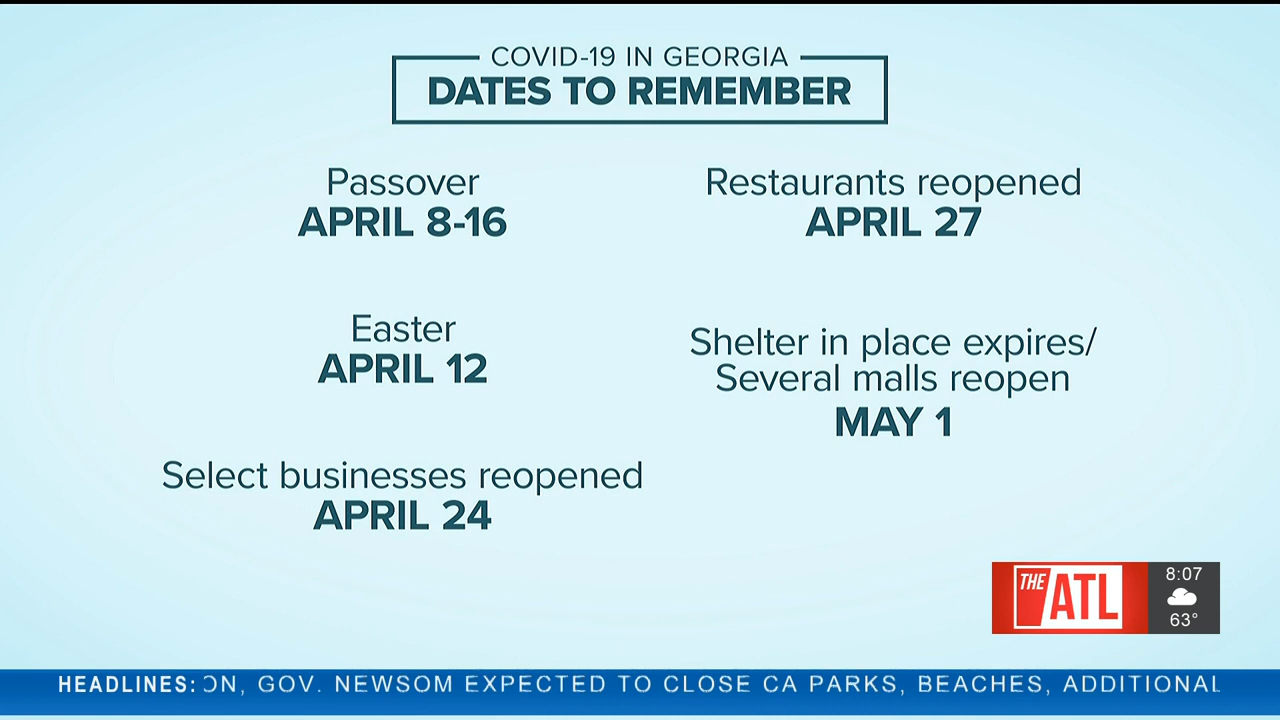 COVID-19 IN GEORGIA
DATES TO REMEMBER
Passover
APRIL 8-16
Easter
APRIL 12
Select businesses reopened
APRIL 24
Restaurants reopened
APRIL 27
Shelter in place expires/
Several malls reopen
MAY 1
THE ATL
8:07
63°
HEADLINES: ON, GOV. NEWSOM EXPECTED TO CLOSE CA PARKS, BEACHES, ADDITIONAL